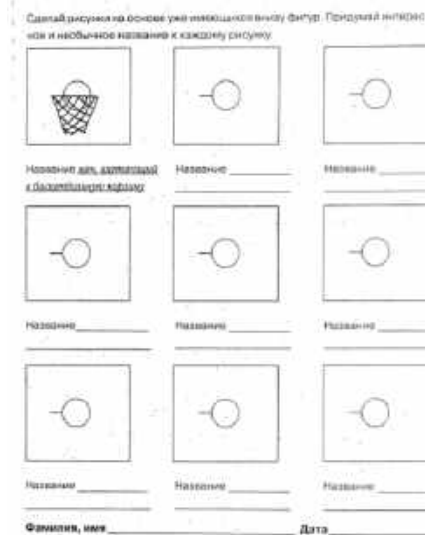 Сделай рисунки на основе уже имеющихся внизу фигур. Придумай интерес
ное и необычное название к каждому рисунку.
Название мяч, влетающий Название Название
в баскетбольную корзину
Название Название Название
Название Название Название
Фамилия, имя Дата